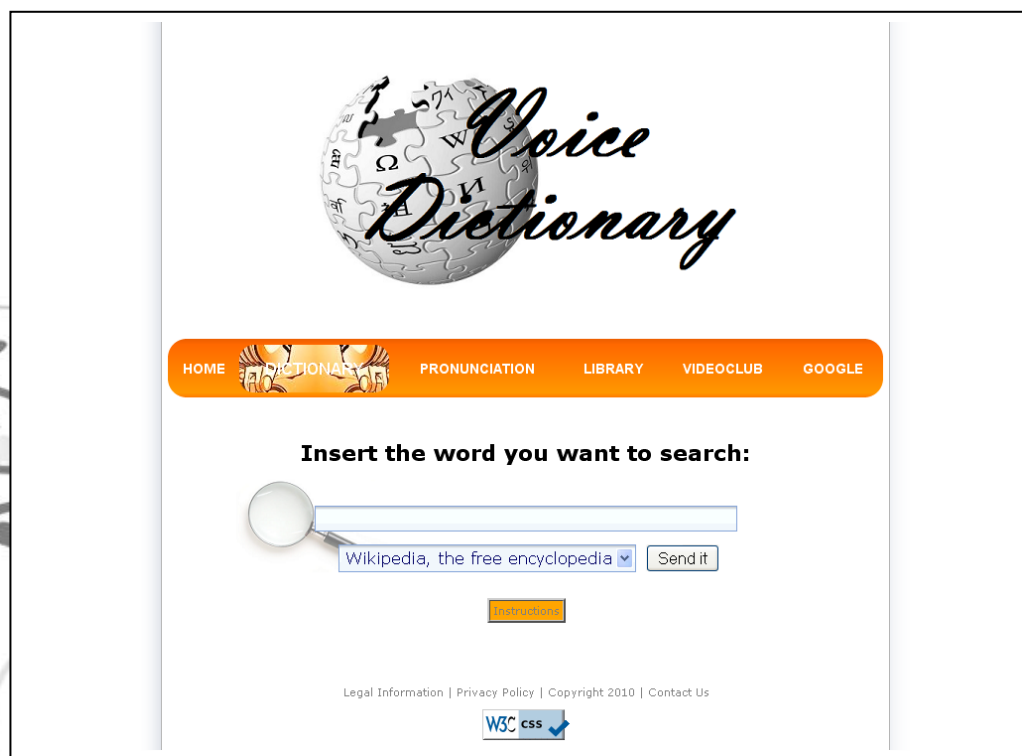 Voice
Dictionary
HOME DICTIONARY PRONUNCIATION LIBRARY VIDEOCLUB GOOGLE
Insert the word you want to search:
Wikipedia, the free encyclopedia Send it
Instructions
Legal Information | Privacy Policy | Copyright 2010 | Contact Us
W3C css